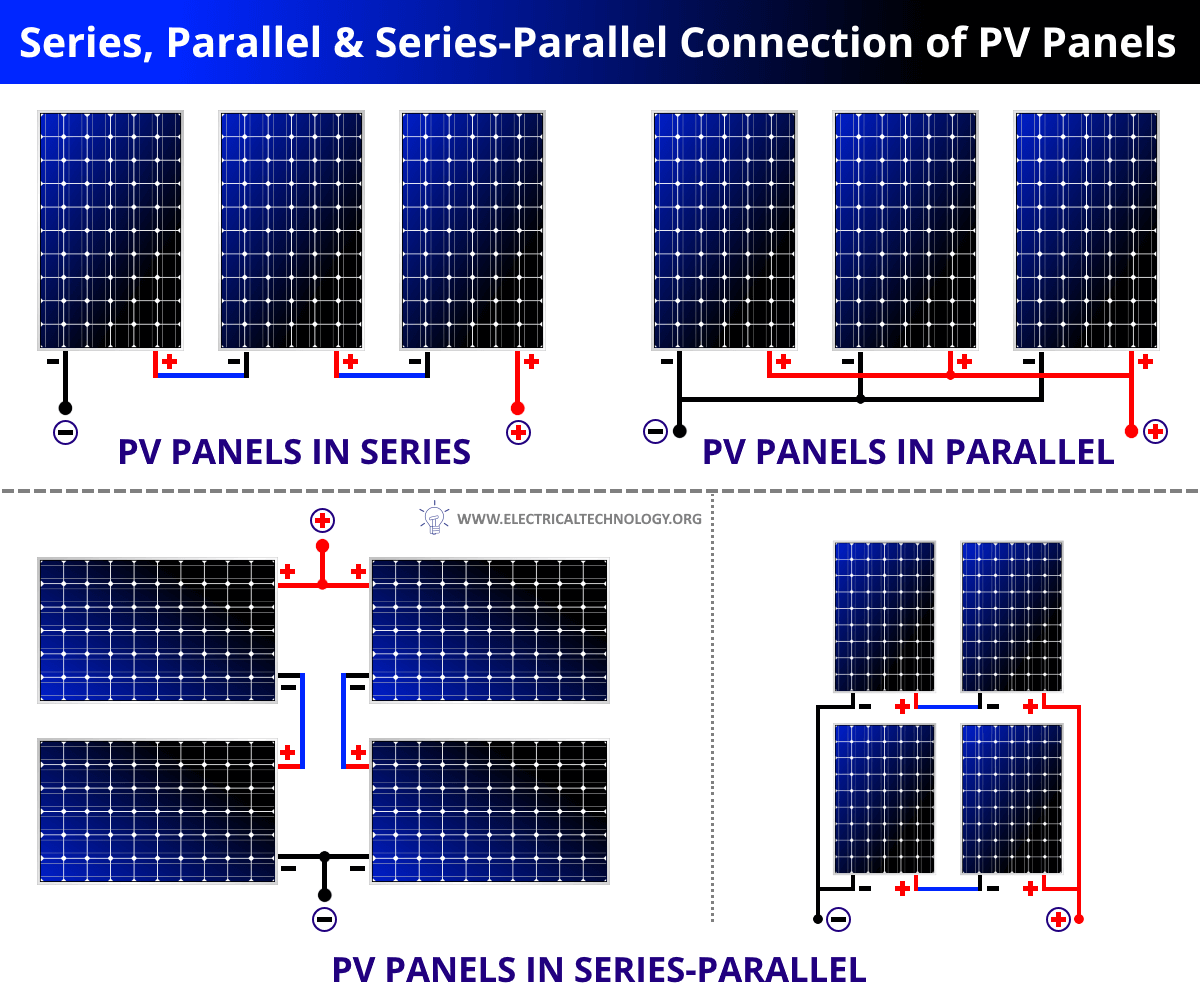 Series, Parallel & Series-Parallel Connection of PV Panels
PV PANELS IN SERIES
PV PANELS IN PARALLEL
WWW.ELECTRICALTECHNOLOGY.ORG
PV PANELS IN SERIES-PARALLEL